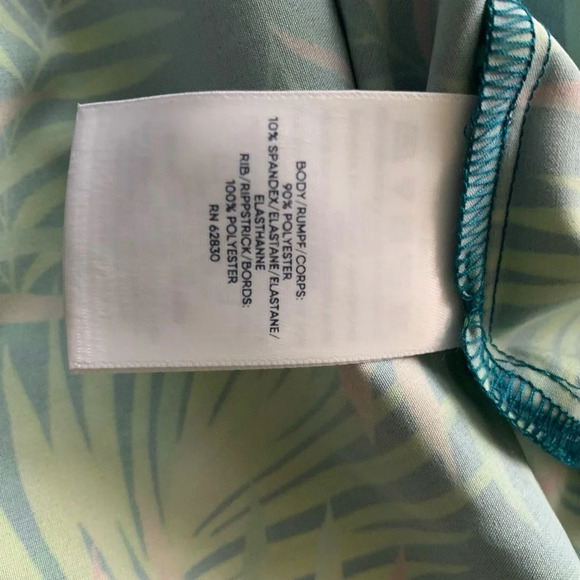 BODY/RUMPF/CORPS:
90% POLYESTER
10% SPANDEX/ELASTANE/ELASTANE/
ELASTHANNE
RIB/RIPPSTRICK/BORDS:
100% POLYESTER
RN 62830